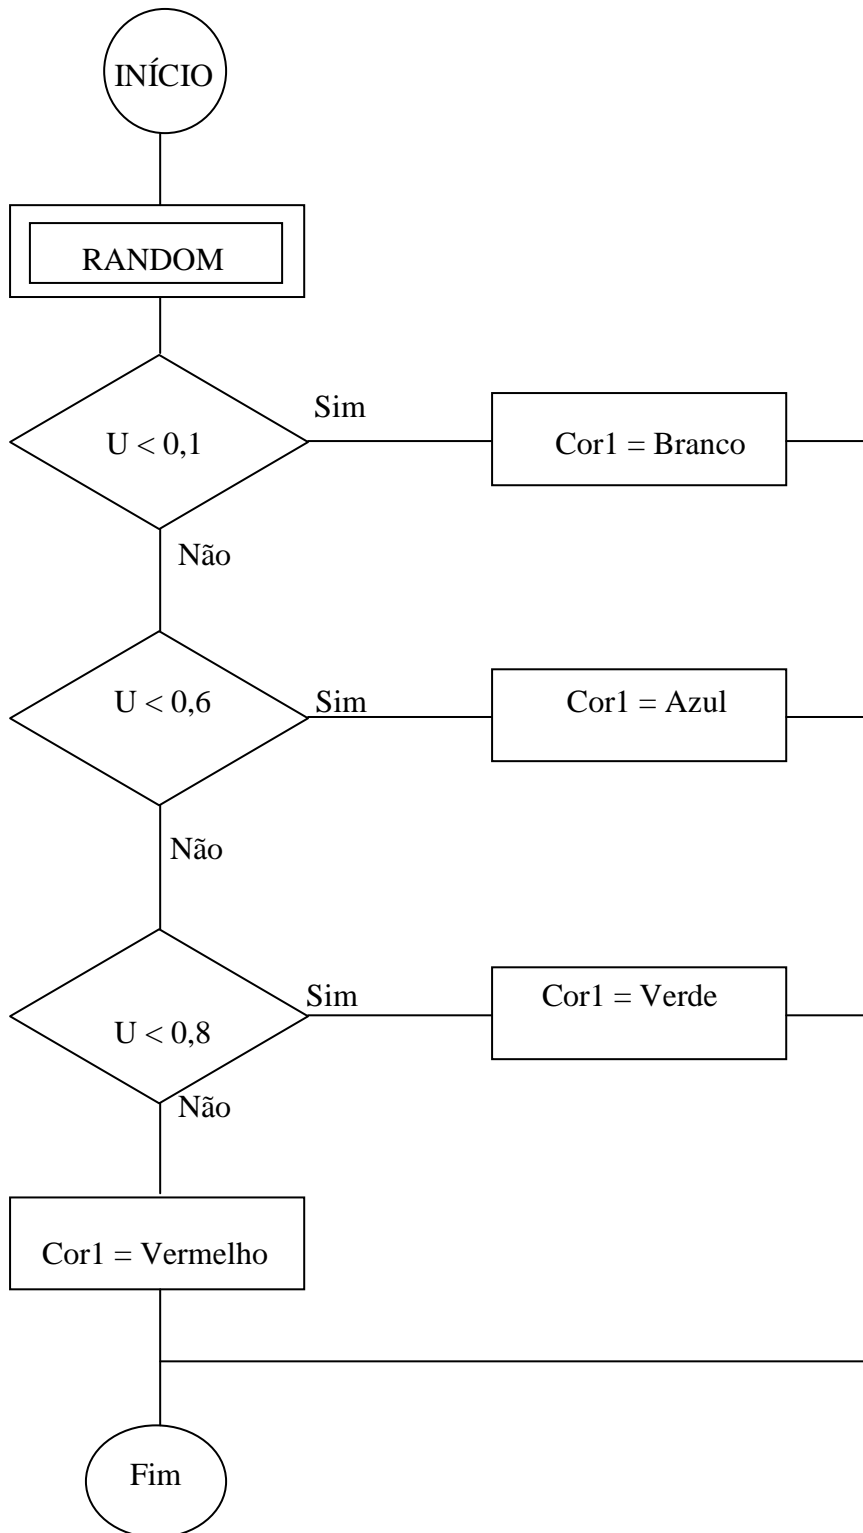 INÍCIO
RANDOM
U < 0,1
Sim
Cor1 = Branco
Não
U < 0,6
Sim
Cor1 = Azul
Não
U < 0,8
Sim
Cor1 = Verde
Não
Cor1 = Vermelho
Fim